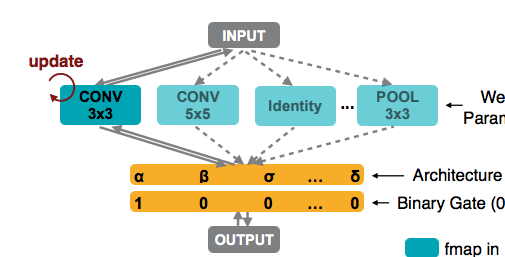 INPUT
update
CONV
3x3
CONV
5x5
Identity
...
POOL
3x3
We
Param
α β σ ... δ
Architecture
1 0 0 ... 0
Binary Gate (0
OUTPUT
fmap in